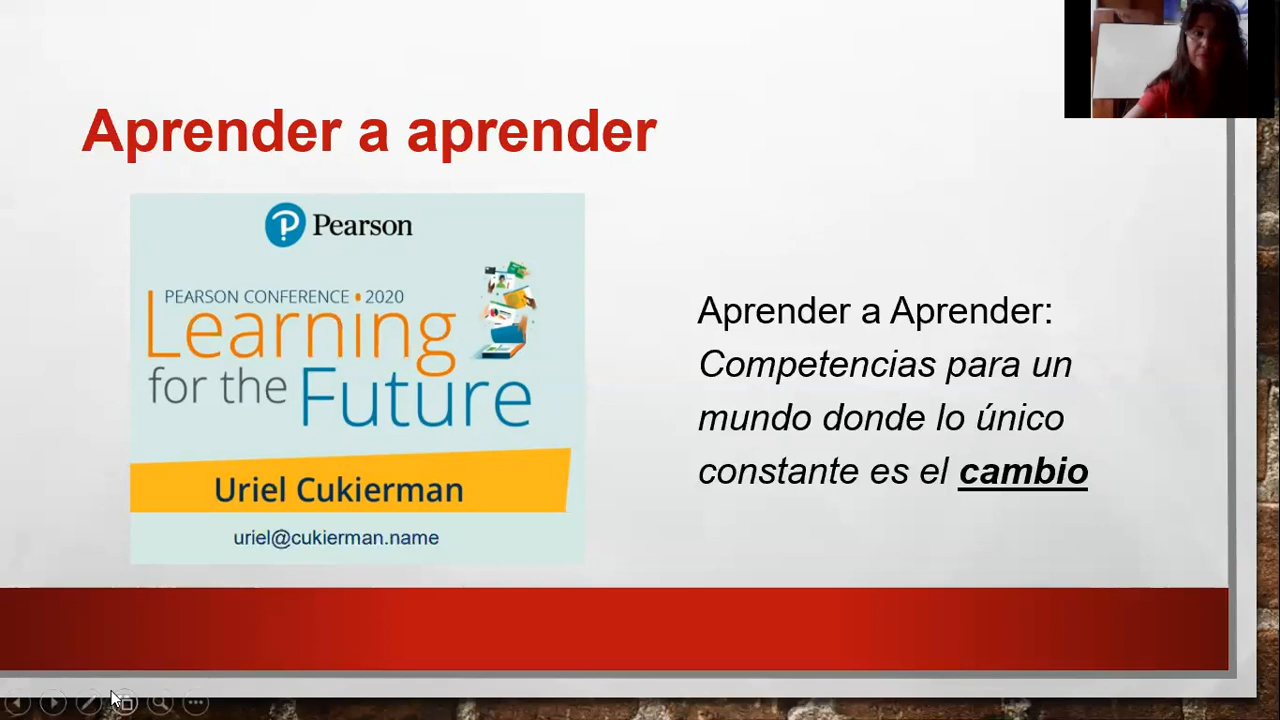 Aprender a aprender
Pearson
PEARSON CONFERENCE • 2020
Learning
for the Future
Uriel Cukierman
uriel@cukierman.name
Aprender a Aprender:
Competencias para un
mundo donde lo único
constante es el cambio